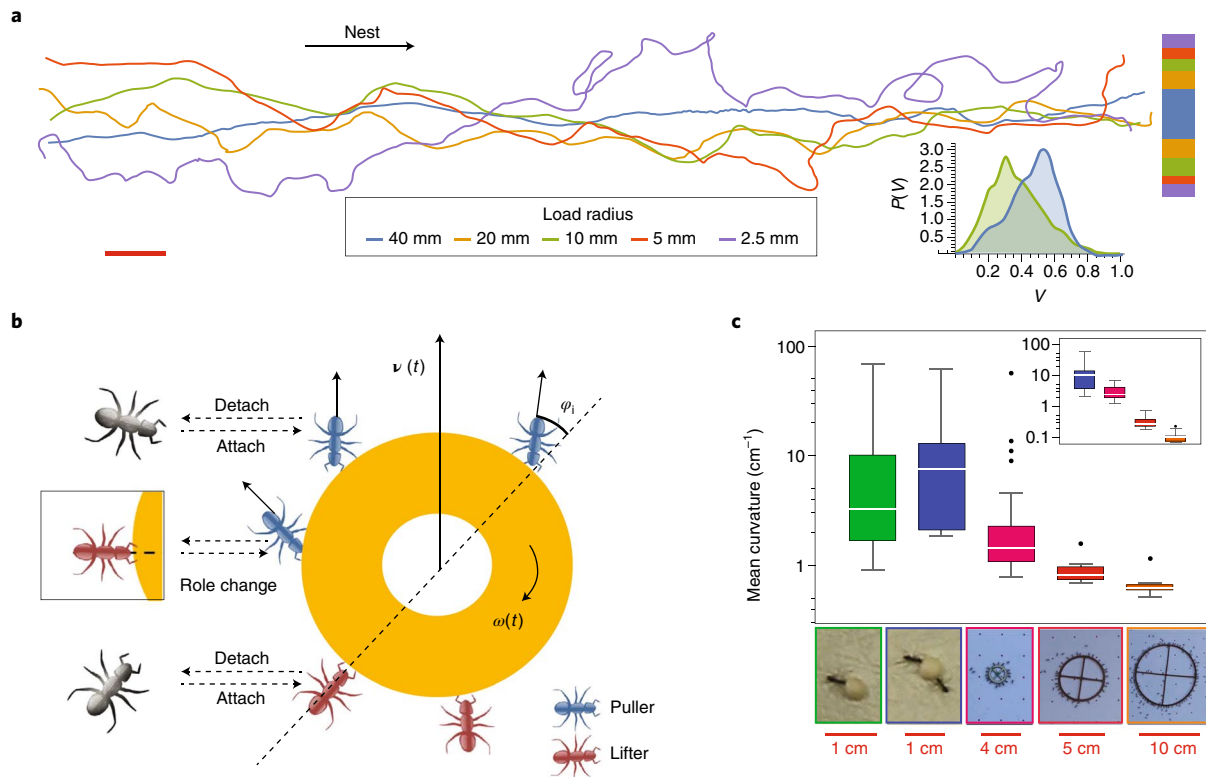 a
Nest
Load radius
40 mm 20 mm 10 mm 5 mm 2.5 mm
P(V)
3.0
2.5
2.0
1.5
1.0
0.5
0.2 0.4 0.6 0.8 1.0
V
b
ν (t)
φi
Detach
Attach
Role change
ω(t)
Detach
Attach
Puller
Lifter
c
Mean curvature (cm⁻¹)
100
10
1
100
10
1
0.1
1 cm 1 cm 4 cm 5 cm 10 cm